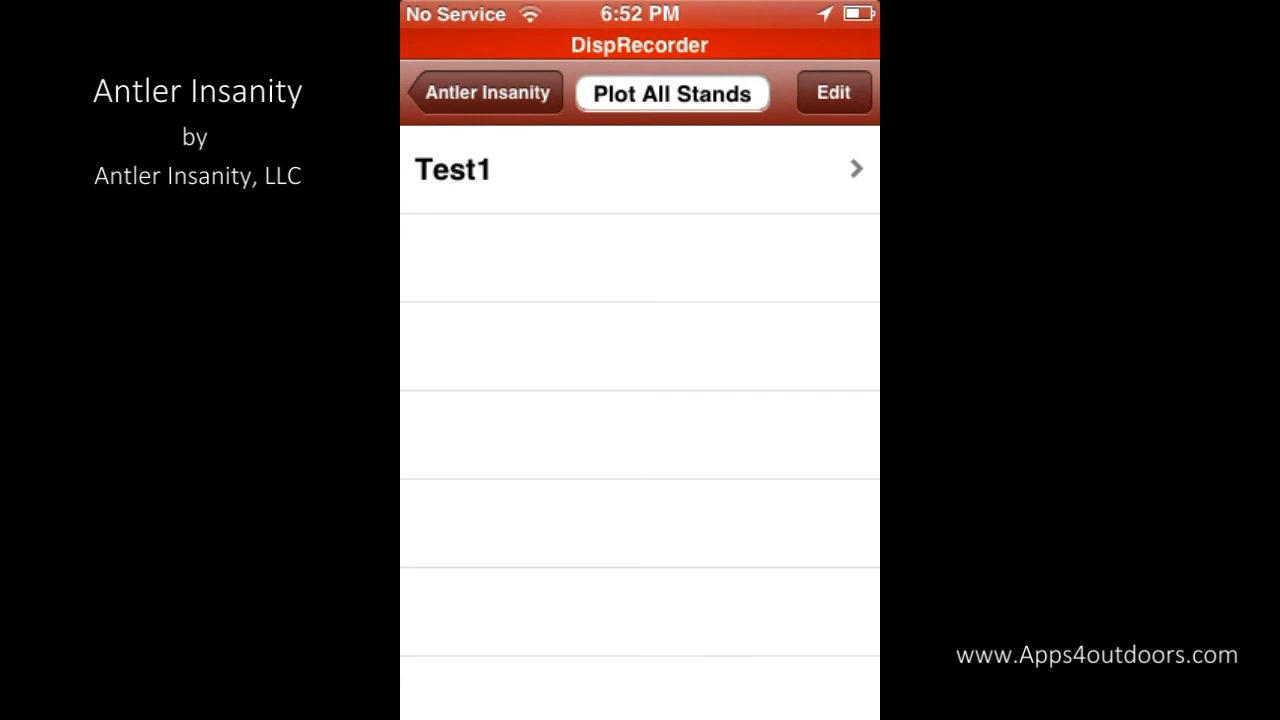 Antler Insanity
by
Antler Insanity, LLC
No Service 6:52 PM
DispRecorder
Antler Insanity Plot All Stands Edit
Test1
www.Apps4outdoors.com